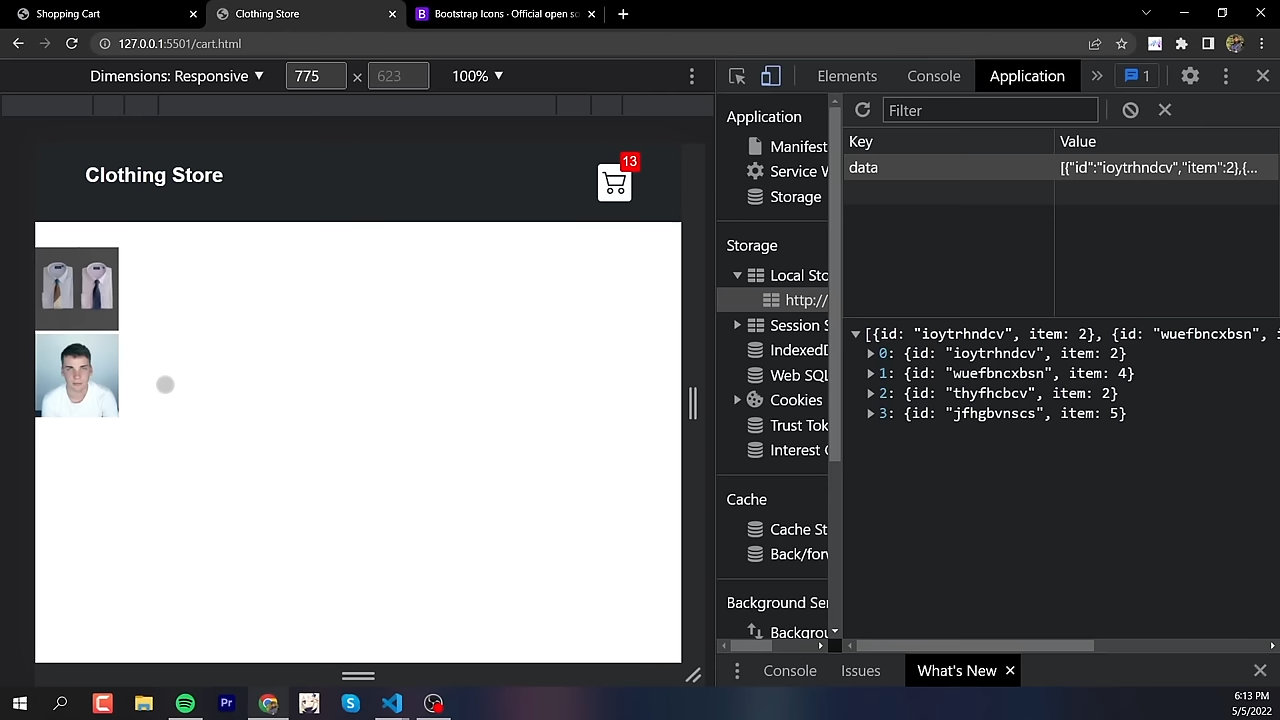 Shopping Cart
Clothing Store
Bootstrap Icons · Official open so
127.0.0.1:5501/cart.html
Dimensions: Responsive
775
×
623
100%
Elements
Console
Application
1
Application
Manifest
Service W
Storage
Storage
Local Sto
http://
Session S
IndexedD
Web SQL
Cookies
Trust Tok
Interest G
Cache
Cache St
Back/forw
Background Ser
Backgrou
Filter
Key
Value
data
[{"id":"ioytrhndcv","item":2},{...
[{id: "ioytrhndcv", item: 2}, {id: "wuefbncxbsn", i
0: {id: "ioytrhndcv", item: 2}
1: {id: "wuefbncxbsn", item: 4}
2: {id: "thyfhcbcv", item: 2}
3: {id: "jfhgbvnscs", item: 5}
Clothing Store
13
Console
Issues
What's New
Pr
6:13 PM
5/5/2022